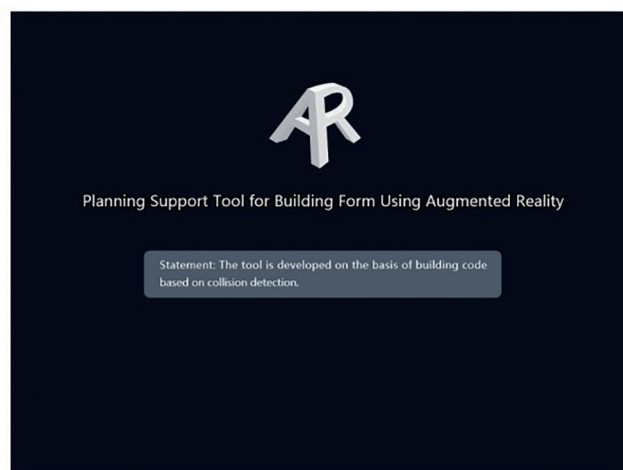 AR
Planning Support Tool for Building Form Using Augmented Reality
Statement: The tool is developed on the basis of building code
based on collision detection.